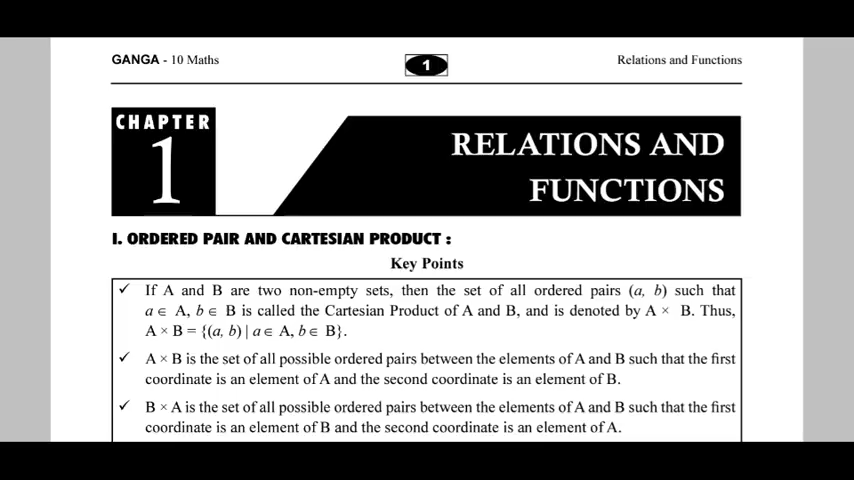 GANGA - 10 Maths
1
Relations and Functions
CHAPTER
1
RELATIONS AND
FUNCTIONS
I. ORDERED PAIR AND CARTESIAN PRODUCT :
Key Points
✓ If A and B are two non-empty sets, then the set of all ordered pairs (a, b) such that
a ∈ A, b ∈ B is called the Cartesian Product of A and B, and is denoted by A × B. Thus,
A × B = {(a, b) | a ∈ A, b ∈ B}.
✓ A × B is the set of all possible ordered pairs between the elements of A and B such that the first
coordinate is an element of A and the second coordinate is an element of B.
✓ B × A is the set of all possible ordered pairs between the elements of A and B such that the first
coordinate is an element of B and the second coordinate is an element of A.